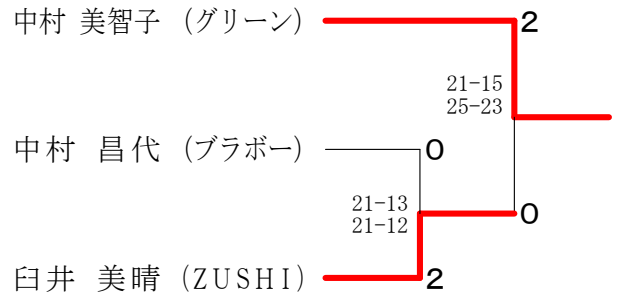 中村 美智子 (グリーン)
2
21-15
25-23
中村 昌代 (ブラボー)
0
21-13
21-12
0
臼井 美晴 (ZUSHI)
2